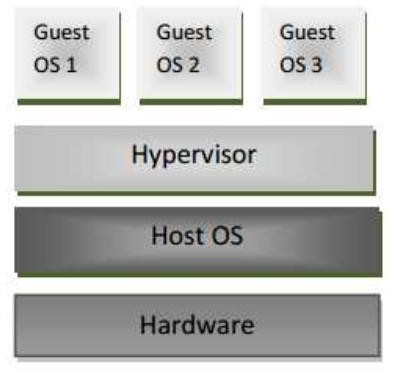 Guest
OS 1
Guest
OS 2
Guest
OS 3
Hypervisor
Host OS
Hardware